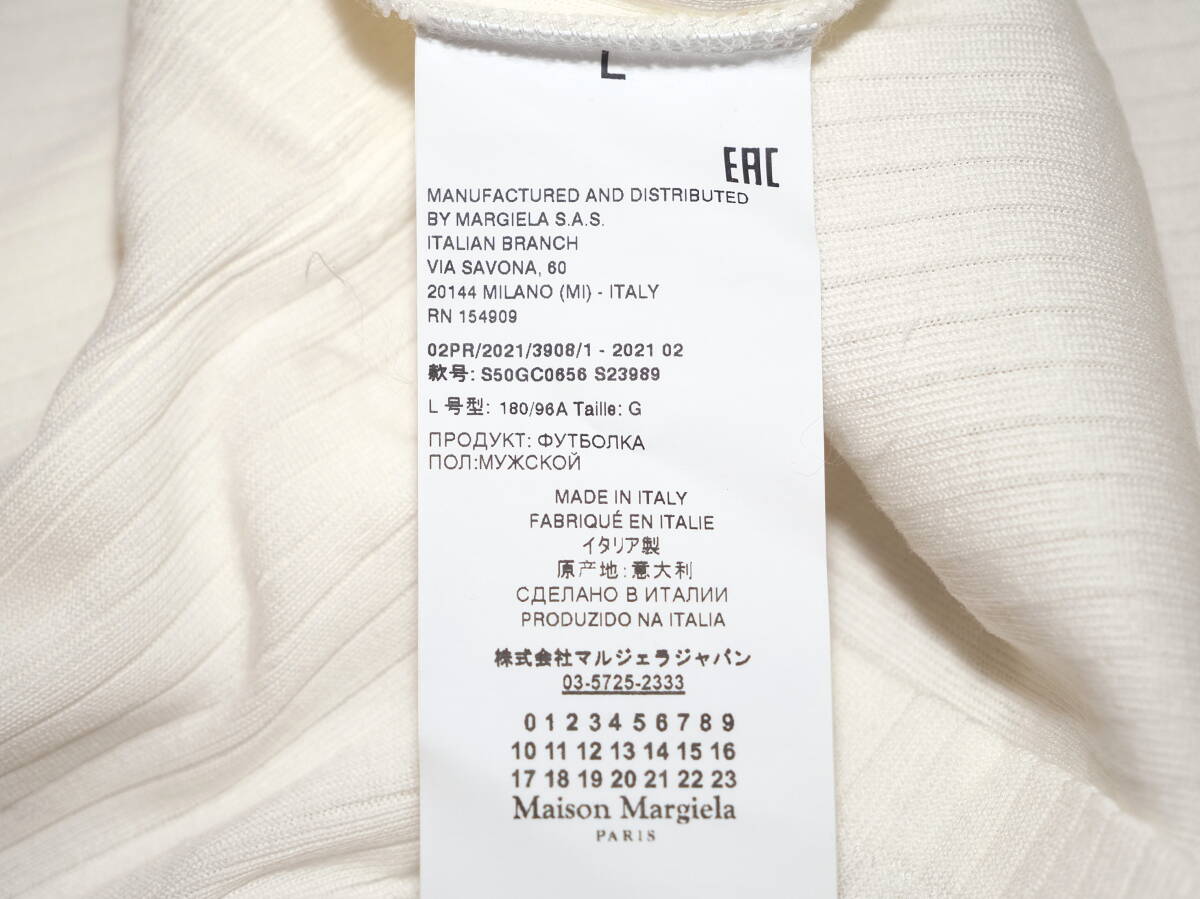 L
EAC
MANUFACTURED AND DISTRIBUTED
BY MARGIELA S.A.S.
ITALIAN BRANCH
VIA SAVONA, 60
20144 MILANO (MI) - ITALY
RN 154909
02PR/2021/3908/1 - 2021 02
款号: S50GC0656 S23989
L 号型: 180/96A Taille: G
ПРОДУКТ: ФУТБОЛКА
ПОЛ:МУЖСКОЙ
MADE IN ITALY
FABRIQUÉ EN ITALIE
イタリア製
原产地:意大利
СДЕЛАНО В ИТАЛИИ
PRODUZIDO NA ITALIA
株式会社マルジェラジャパン
03-5725-2333
0 1 2 3 4 5 6 7 8 9
10 11 12 13 14 15 16
17 18 19 20 21 22 23
Maison Margiela
PARIS